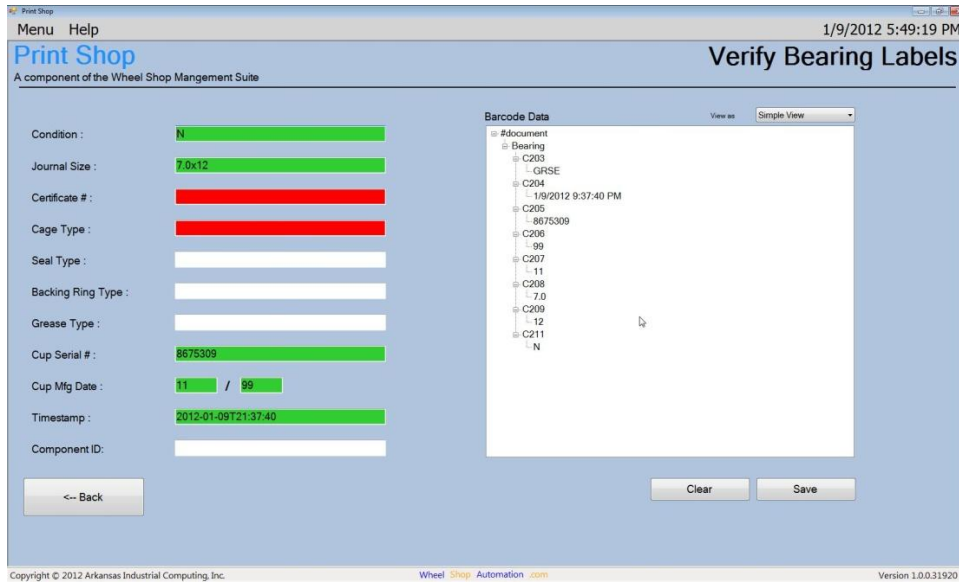 Print Shop
Menu Help 1/9/2012 5:49:19 PM
Print Shop
Verify Bearing Labels
A component of the Wheel Shop Mangement Suite
Barcode Data View as Simple View
Condition : N
Journal Size : 7.0x12
Certificate # :
Cage Type :
Seal Type :
Backing Ring Type :
Grease Type :
Cup Serial # : 8675309
Cup Mfg Date : 11 / 99
Timestamp : 2012-01-09T21:37:40
Component ID:
#document
Bearing
C203
GRSE
C204
1/9/2012 9:37:40 PM
C205
8675309
C206
99
C207
11
C208
7.0
C209
12
C211
N
<-- Back
Clear Save
Copyright © 2012 Arkansas Industrial Computing, Inc. Wheel Shop Automation .com Version 1.0.0.31920